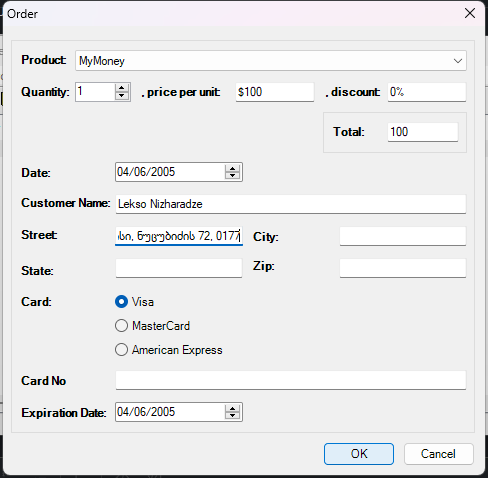 Order
Product: MyMoney
Quantity: 1 , price per unit: $100 , discount: 0%
Total: 100
Date: 04/06/2005
Customer Name: Lekso Nizharadze
Street: ნუცუბიძის 72, 0177 City:
State: Zip:
Card: Visa
MasterCard
American Express
Card No
Expiration Date: 04/06/2005
OK Cancel